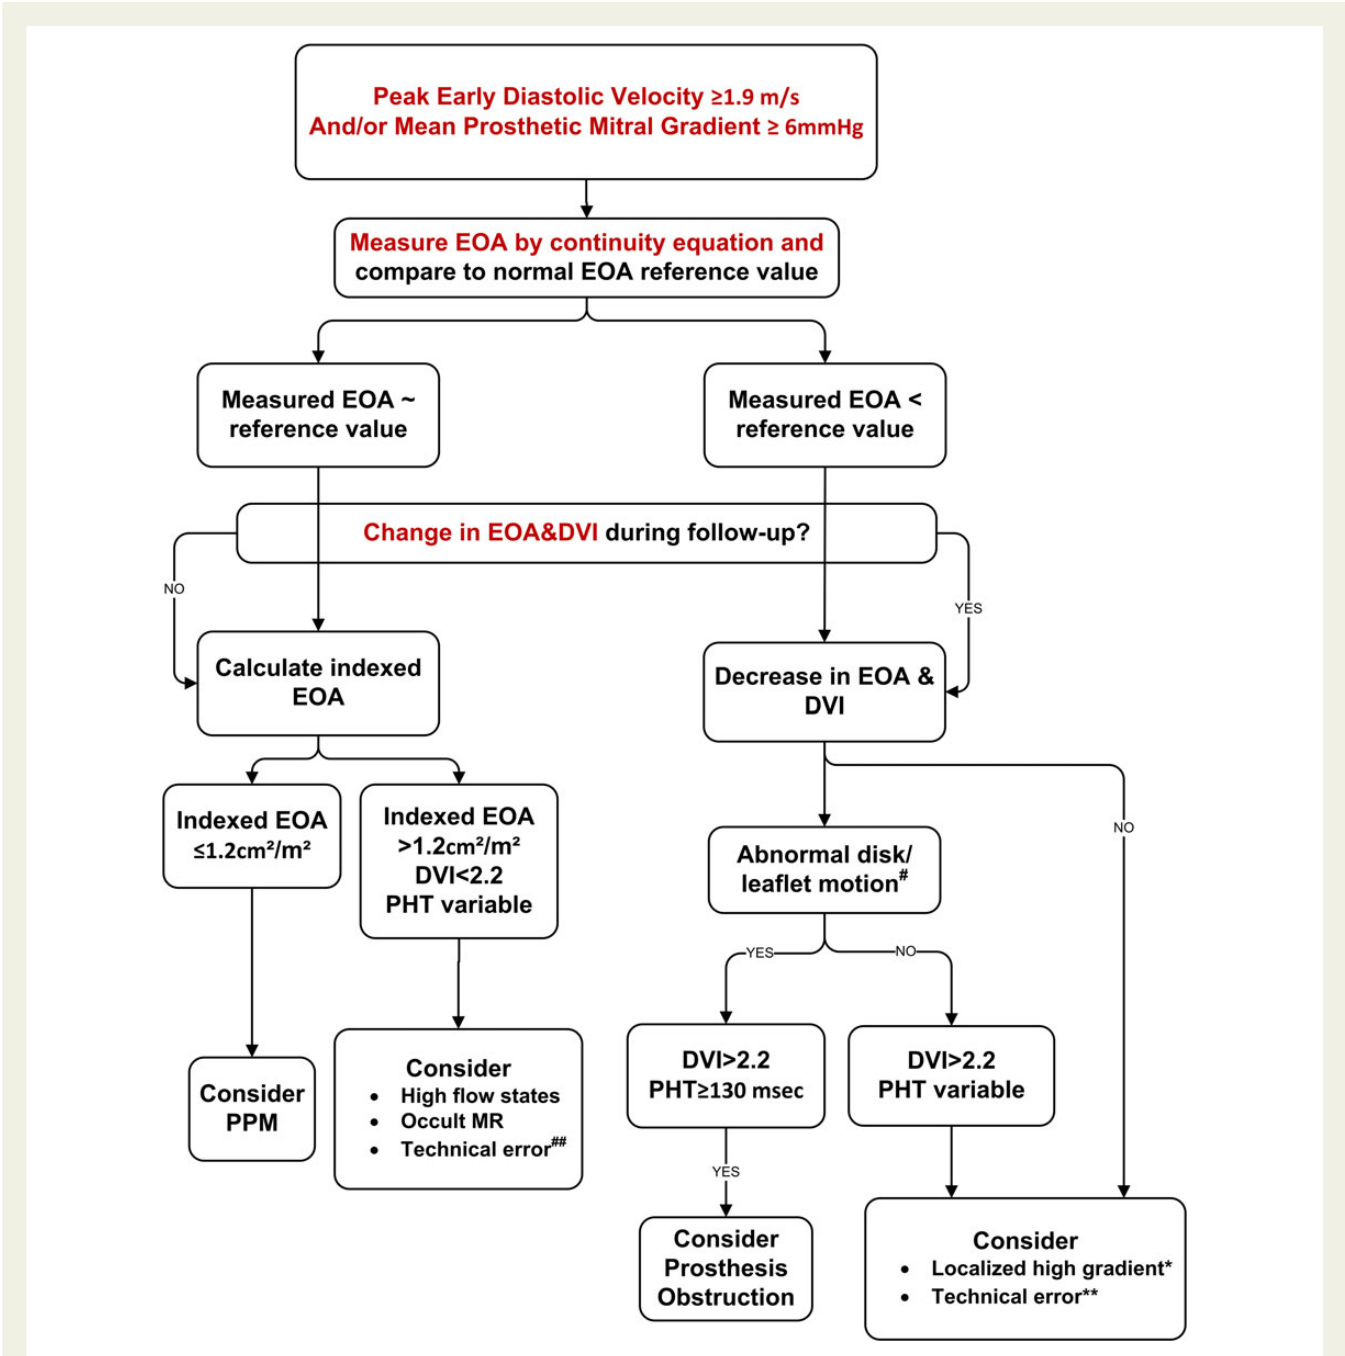 Peak Early Diastolic Velocity ≥1.9 m/s
And/or Mean Prosthetic Mitral Gradient ≥ 6mmHg
Measure EOA by continuity equation and
compare to normal EOA reference value
Measured EOA ~
reference value
Measured EOA <
reference value
Change in EOA&DVI during follow-up?
NO
YES
Calculate indexed
EOA
Decrease in EOA &
DVI
Indexed EOA
≤1.2cm²/m²
Indexed EOA
>1.2cm²/m²
DVI<2.2
PHT variable
NO
Abnormal disk/
leaflet motion#
YES
NO
Consider
PPM
Consider
• High flow states
• Occult MR
• Technical error##
DVI>2.2
PHT≥130 msec
DVI>2.2
PHT variable
YES
Consider
Prosthesis
Obstruction
Consider
• Localized high gradient*
• Technical error**